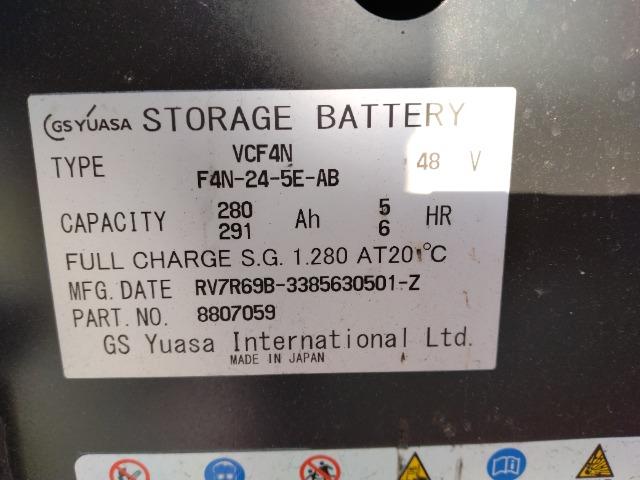 GS YUASA STORAGE BATTERY
TYPE VCF4N 48 V
F4N-24-5E-AB
CAPACITY 280 Ah 5 HR
291 6
FULL CHARGE S.G. 1.280 AT20℃
MFG. DATE RV7R69B-3385630501-Z
PART.NO. 8807059
GS Yuasa International Ltd.
MADE IN JAPAN